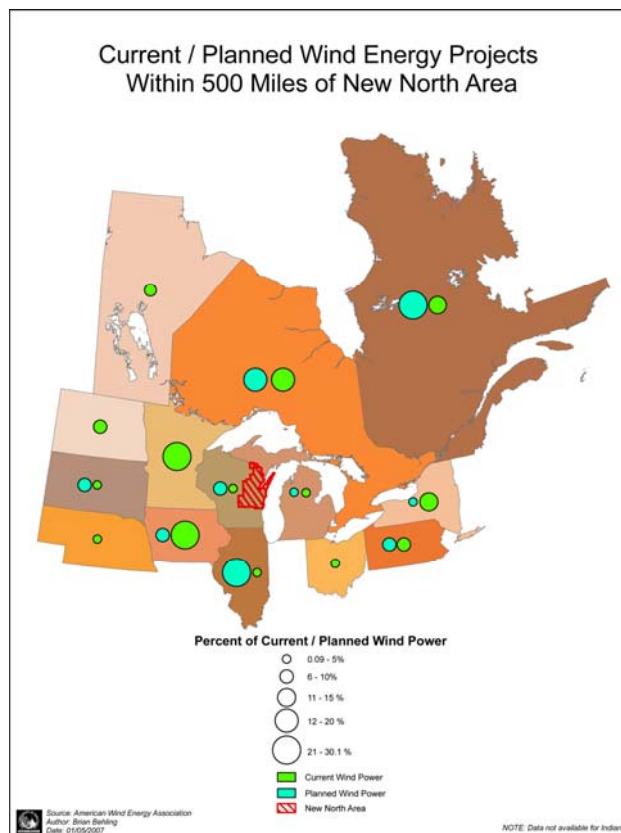 Current / Planned Wind Energy Projects
Within 500 Miles of New North Area
Percent of Current / Planned Wind Power
0.09 - 5%
6 - 10%
11 - 15 %
12 - 20 %
21 - 30.1 %
Current Wind Power
Planned Wind Power
New North Area
Source: American Wind Energy Association
Author: Brian Behling
Date: 01/05/2007
NOTE: Data not available for Indian